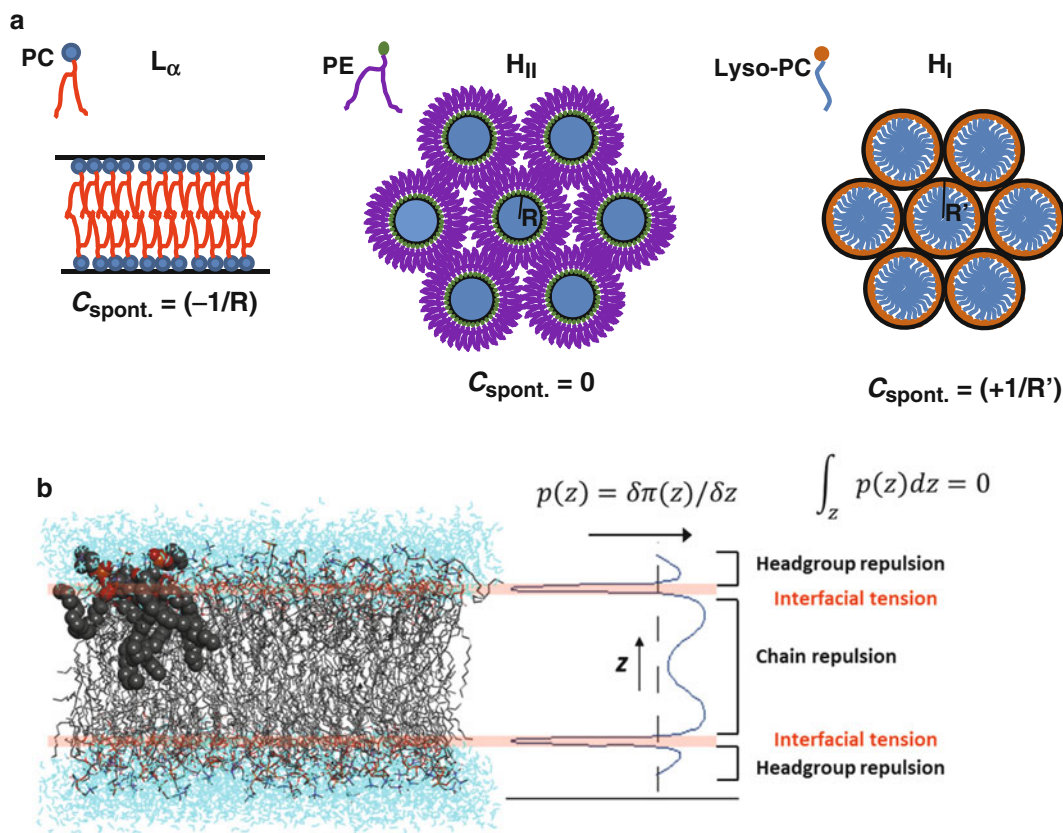 a
PC
Lα
PE
HII
Lyso-PC
HI
R
R'
Cspont. = (–1/R)
Cspont. = 0
Cspont. = (+1/R')
b
p(z) = δπ(z)/δz
∫z p(z)dz = 0
Headgroup repulsion
Interfacial tension
z
Chain repulsion
Interfacial tension
Headgroup repulsion